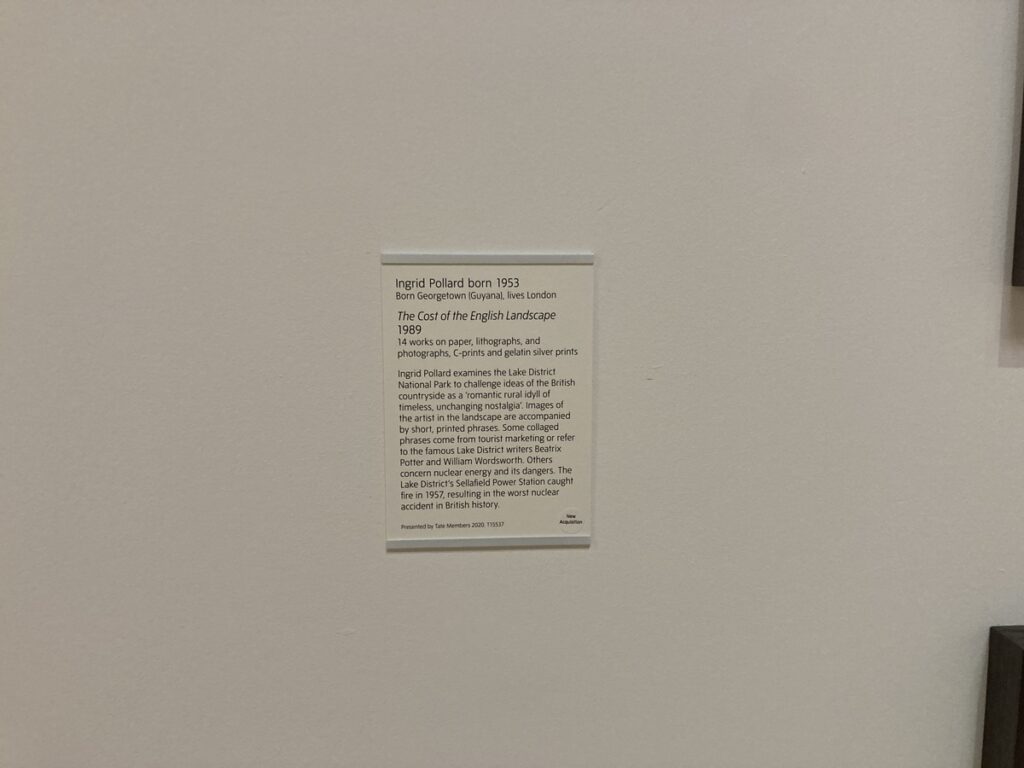 Ingrid Pollard born 1953
Born Georgetown (Guyana), lives London
The Cost of the English Landscape
1989
14 works on paper, lithographs, and
photographs, C-prints and gelatin silver prints
Ingrid Pollard examines the Lake District
National Park to challenge ideas of the British
countryside as a 'romantic rural idyll of
timeless, unchanging nostalgia'. Images of
the artist in the landscape are accompanied
by short, printed phrases. Some collaged
phrases come from tourist marketing or refer
to the famous Lake District writers Beatrix
Potter and William Wordsworth. Others
concern nuclear energy and its dangers. The
Lake District's Sellafield Power Station caught
fire in 1957, resulting in the worst nuclear
accident in British history.
Presented by Tate Members 2020. T15537
New
Acquisition